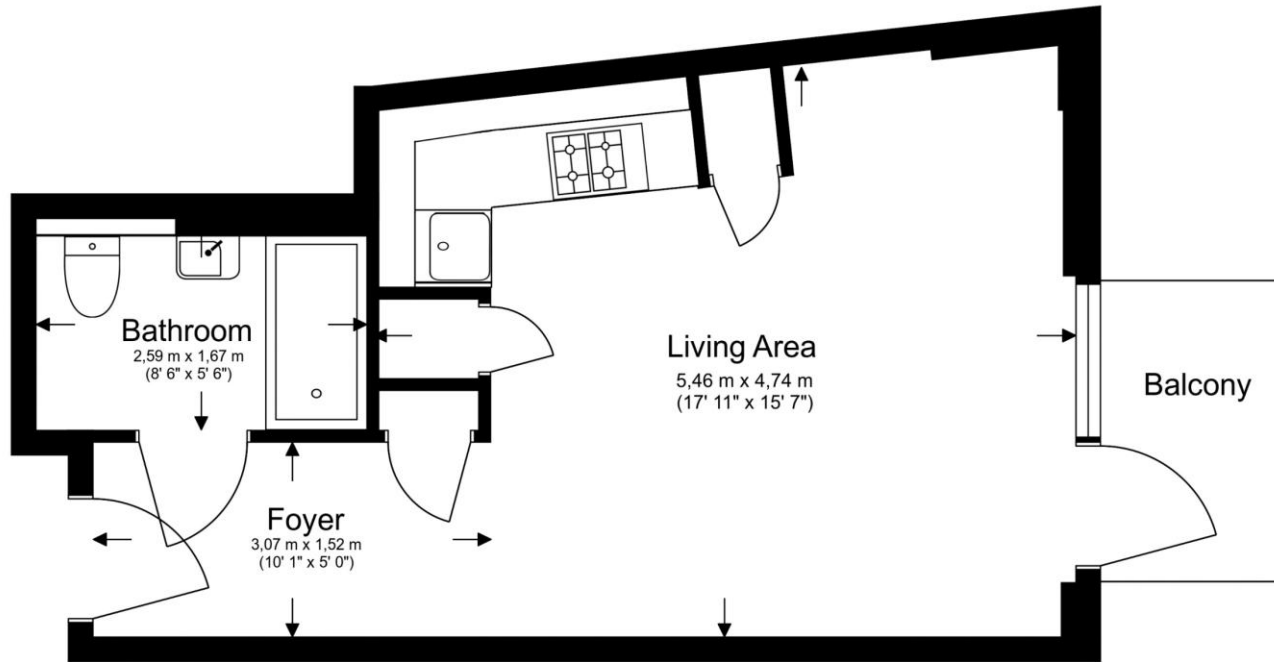 Bathroom
2,59 m x 1,67 m
(8' 6" x 5' 6")
Living Area
5,46 m x 4,74 m
(17' 11" x 15' 7")
Balcony
Foyer
3,07 m x 1,52 m
(10' 1" x 5' 0")